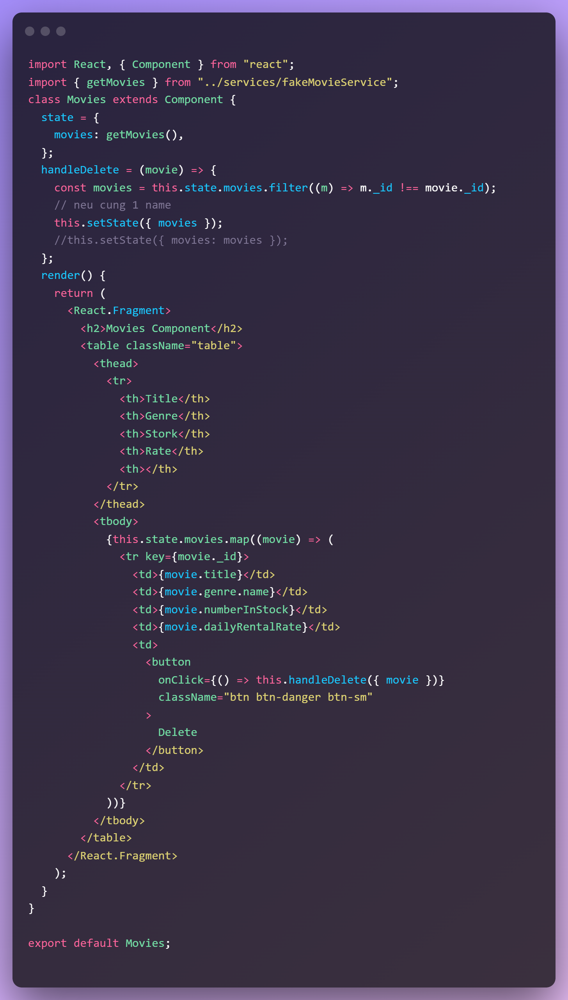 import React, { Component } from "react";
import { getMovies } from "../services/fakeMovieService";
class Movies extends Component {
  state = {
    movies: getMovies(),
  };
  handleDelete = (movie) => {
    const movies = this.state.movies.filter((m) => m._id !== movie._id);
    // neu cung 1 name
    this.setState({ movies });
    //this.setState({ movies: movies });
  };
  render() {
    return (
      <React.Fragment>
        <h2>Movies Component</h2>
        <table className="table">
          <thead>
            <tr>
              <th>Title</th>
              <th>Genre</th>
              <th>Stork</th>
              <th>Rate</th>
              <th></th>
            </tr>
          </thead>
          <tbody>
            {this.state.movies.map((movie) => (
              <tr key={movie._id}>
                <td>{movie.title}</td>
                <td>{movie.genre.name}</td>
                <td>{movie.numberInStock}</td>
                <td>{movie.dailyRentalRate}</td>
                <td>
                  <button
                    onClick={() => this.handleDelete({ movie })}
                    className="btn btn-danger btn-sm"
                  >
                    Delete
                  </button>
                </td>
              </tr>
            ))}
          </tbody>
        </table>
      </React.Fragment>
    );
  }
}

export default Movies;